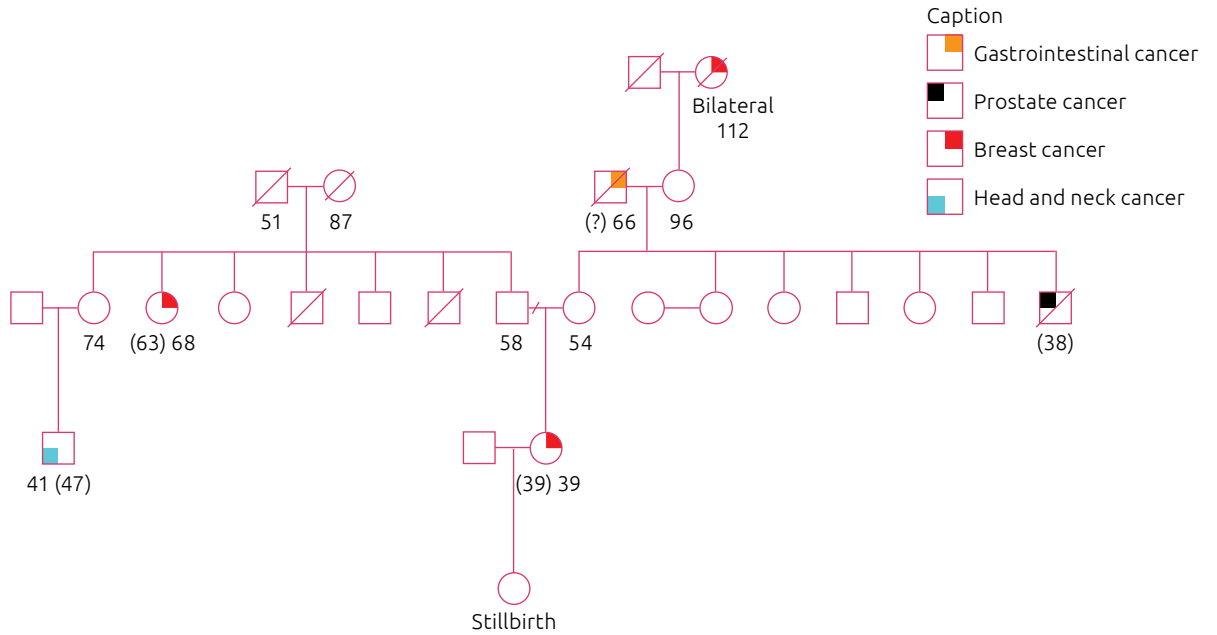 Caption
Gastrointestinal cancer
Prostate cancer
Breast cancer
Head and neck cancer
Bilateral
112
51
87
(?) 66
96
74
(63) 68
58
54
(38)
41 (47)
(39) 39
Stillbirth